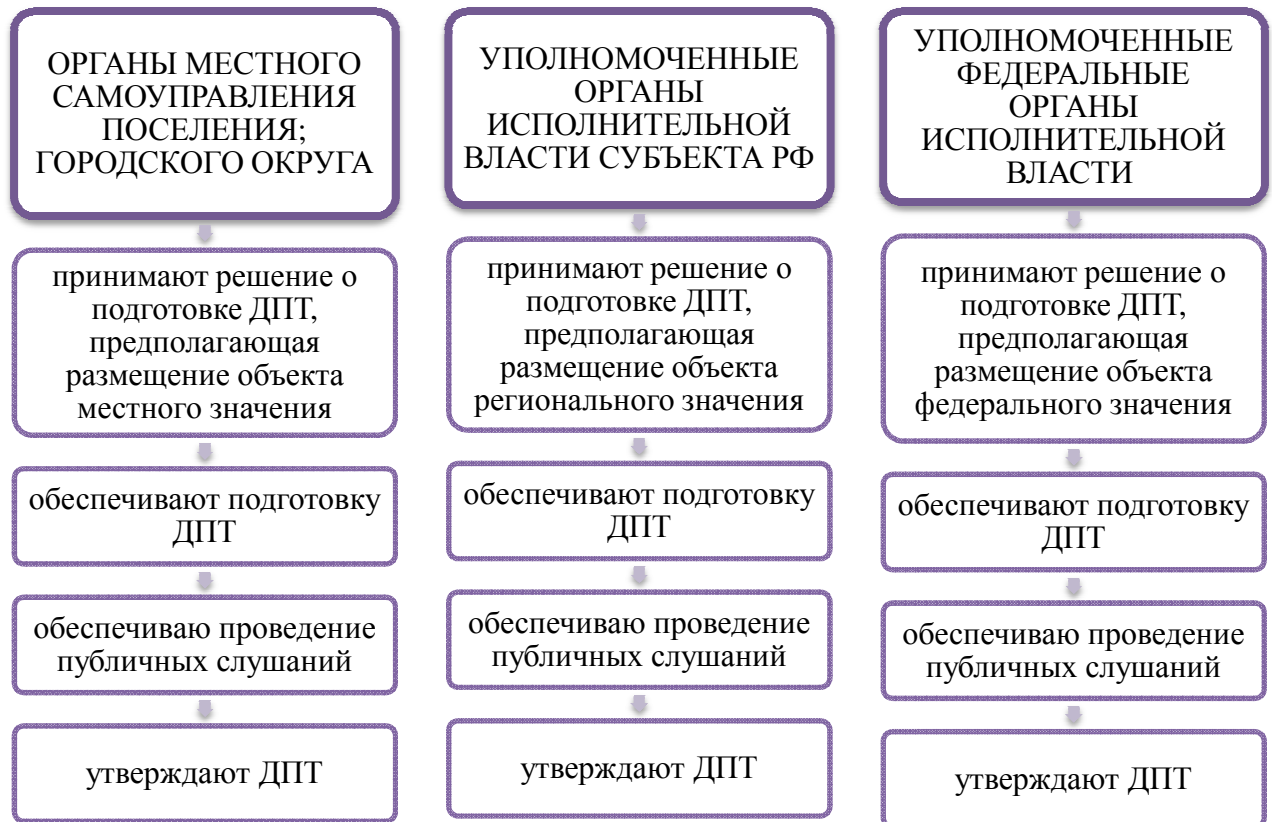 ОРГАНЫ МЕСТНОГО
САМОУПРАВЛЕНИЯ
ПОСЕЛЕНИЯ;
ГОРОДСКОГО ОКРУГА
принимают решение о
подготовке ДПТ,
предполагающая
размещение объекта
местного значения
обеспечивают подготовку
ДПТ
обеспечиваю проведение
публичных слушаний
утверждают ДПТ
УПОЛНОМОЧЕННЫЕ
ОРГАНЫ
ИСПОЛНИТЕЛЬНОЙ
ВЛАСТИ СУБЪЕКТА РФ
принимают решение о
подготовке ДПТ,
предполагающая
размещение объекта
регионального значения
обеспечивают подготовку
ДПТ
обеспечиваю проведение
публичных слушаний
утверждают ДПТ
УПОЛНОМОЧЕННЫЕ
ФЕДЕРАЛЬНЫЕ
ОРГАНЫ
ИСПОЛНИТЕЛЬНОЙ
ВЛАСТИ
принимают решение о
подготовке ДПТ,
предполагающая
размещение объекта
федерального значения
обеспечивают подготовку
ДПТ
обеспечиваю проведение
публичных слушаний
утверждают ДПТ